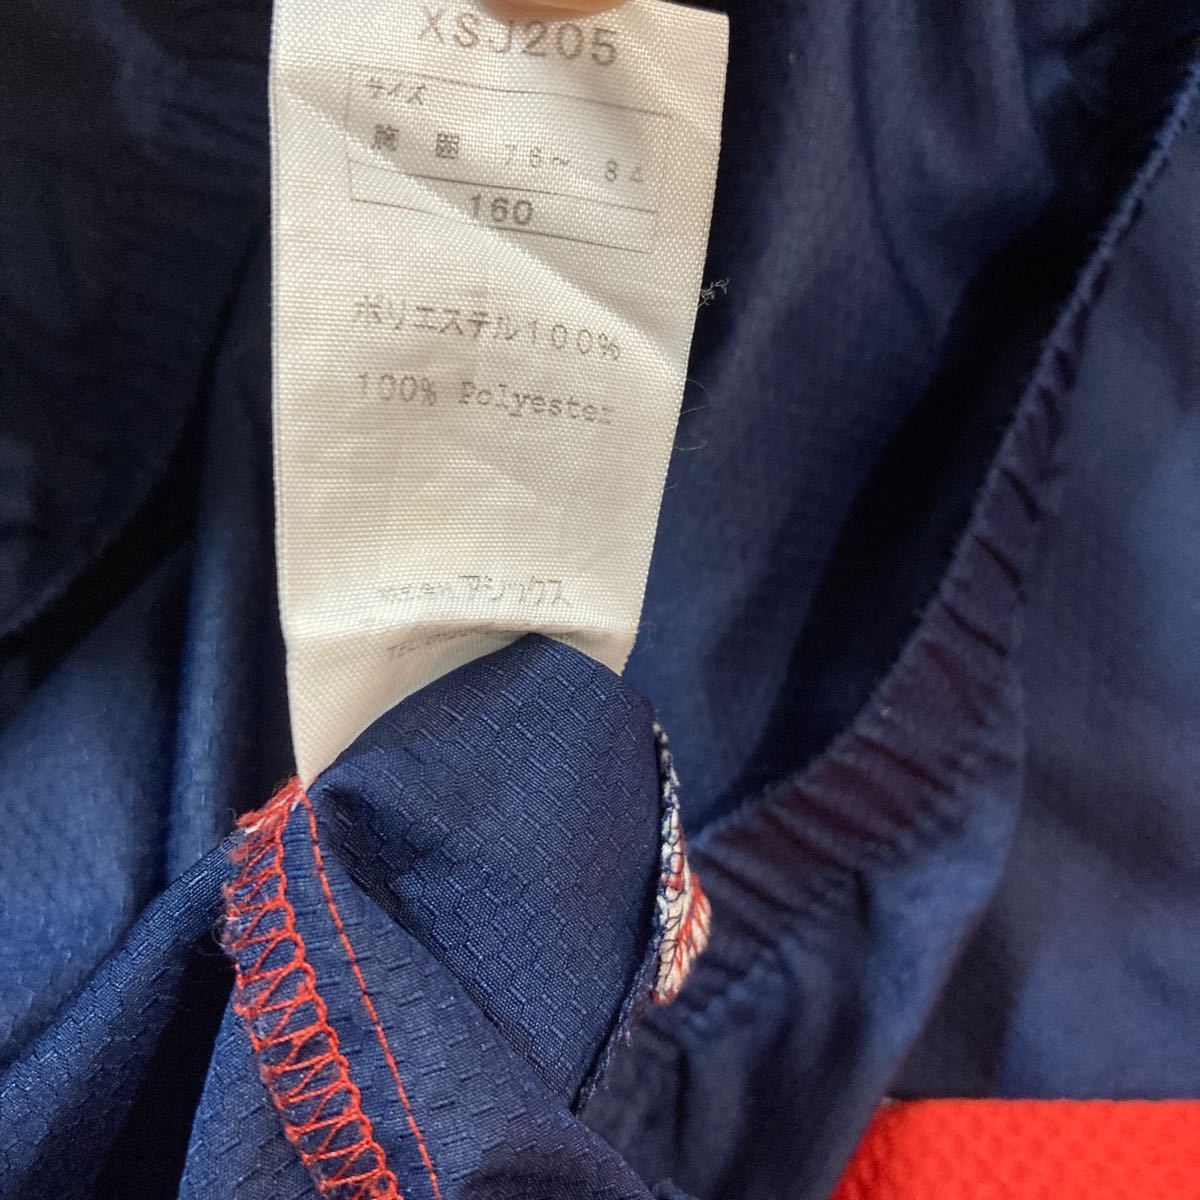 XSJ205
サイズ
胸囲 76～ 84
160
ポリエステル100%
100% Polyester
アシックス